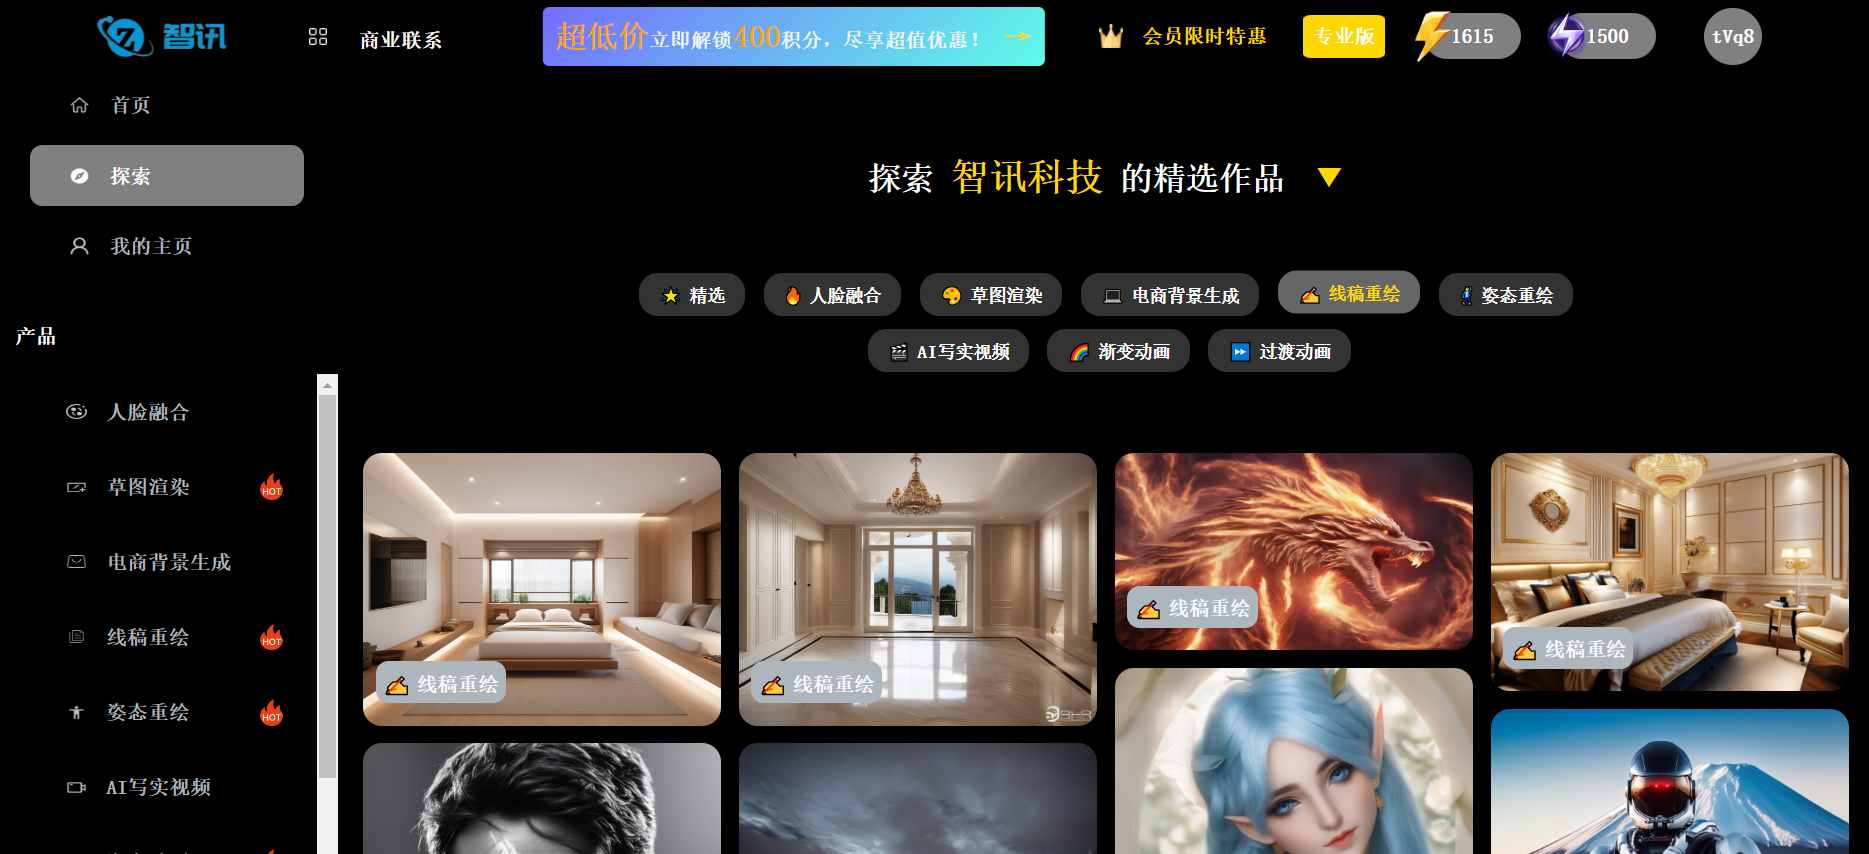 智讯
商业联系
超低价立即解锁400积分，尽享超值优惠！
会员限时特惠
专业版
1615
1500
tVq8
首页
探索
我的主页
产品
人脸融合
草图渲染
HOT
电商背景生成
线稿重绘
HOT
姿态重绘
HOT
AI写实视频
探索 智讯科技 的精选作品
精选
人脸融合
草图渲染
电商背景生成
线稿重绘
姿态重绘
AI写实视频
渐变动画
过渡动画
线稿重绘
线稿重绘
线稿重绘
线稿重绘